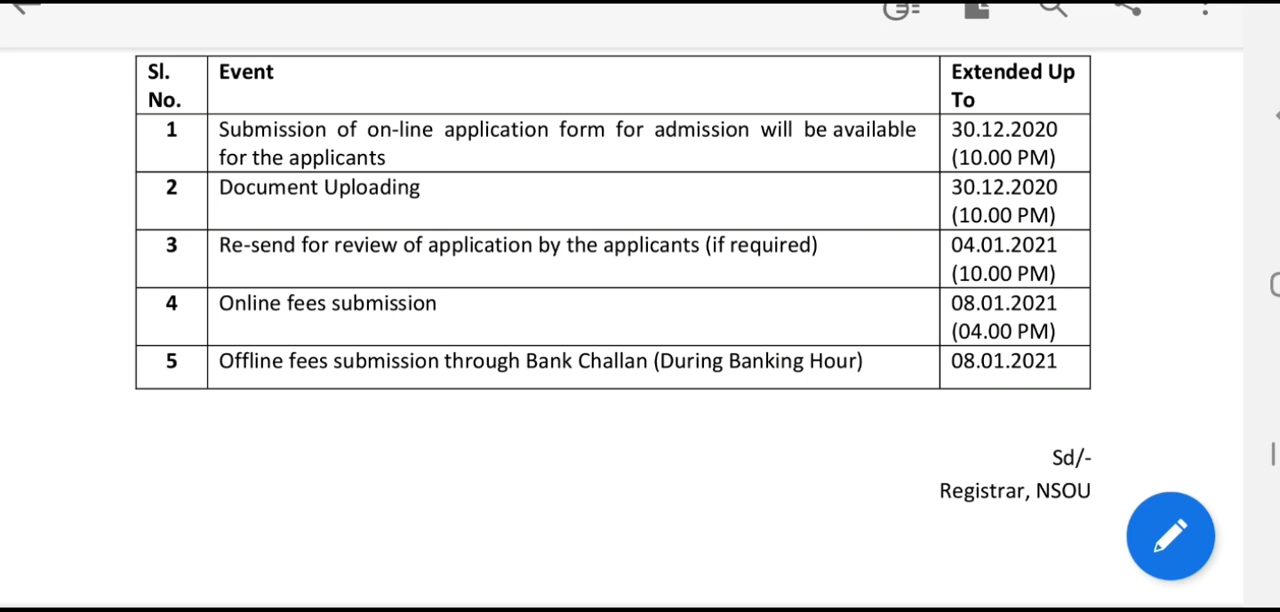 Sl. Event Extended Up
No. To
1 Submission of on-line application form for admission will be available 30.12.2020
for the applicants (10.00 PM)
2 Document Uploading 30.12.2020
(10.00 PM)
3 Re-send for review of application by the applicants (if required) 04.01.2021
(10.00 PM)
4 Online fees submission 08.01.2021
(04.00 PM)
5 Offline fees submission through Bank Challan (During Banking Hour) 08.01.2021
Sd/-
Registrar, NSOU